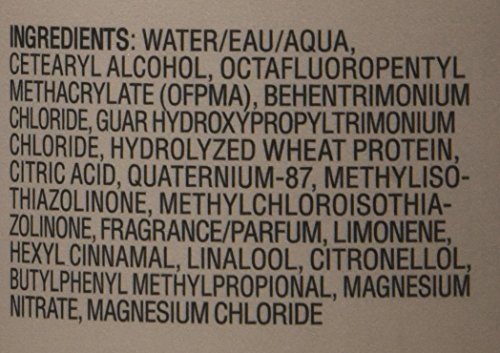 INGREDIENTS: WATER/EAU/AQUA,
CETEARYL ALCOHOL, OCTAFLUOROPENTYL
METHACRYLATE (OFPMA), BEHENTRIMONIUM
CHLORIDE, GUAR HYDROXYPROPYLTRIMONIUM
CHLORIDE, HYDROLYZED WHEAT PROTEIN,
CITRIC ACID, QUATERNIUM-87, METHYLISO-
THIAZOLINONE, METHYLCHLOROISOTHIA-
ZOLINONE, FRAGRANCE/PARFUM, LIMONENE,
HEXYL CINNAMAL, LINALOOL, CITRONELLOL,
BUTYLPHENYL METHYLPROPIONAL, MAGNESIUM
NITRATE, MAGNESIUM CHLORIDE